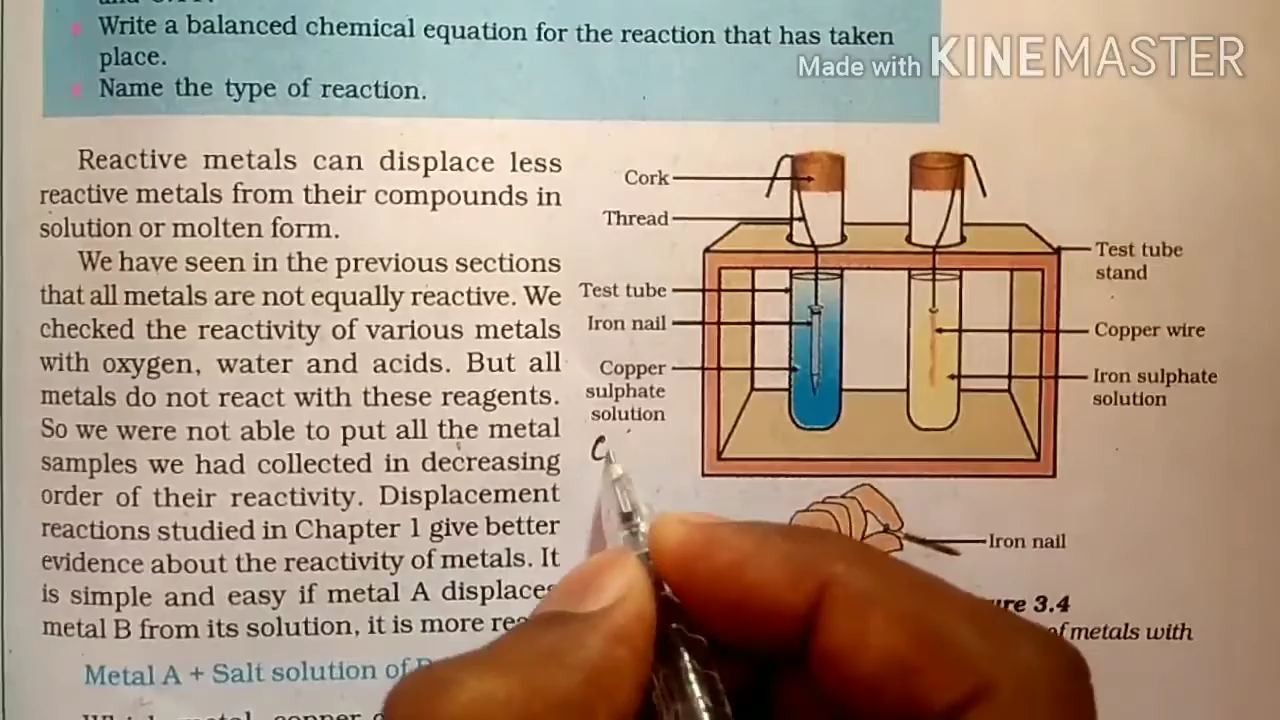 Write a balanced chemical equation for the reaction that has taken
place.
Name the type of reaction.
Made with KINEMASTER
Reactive metals can displace less
reactive metals from their compounds in
solution or molten form.
We have seen in the previous sections
that all metals are not equally reactive. We
checked the reactivity of various metals
with oxygen, water and acids. But all
metals do not react with these reagents.
So we were not able to put all the metal
samples we had collected in decreasing
order of their reactivity. Displacement
reactions studied in Chapter 1 give better
evidence about the reactivity of metals. It
is simple and easy if metal A displaces
metal B from its solution, it is more
Metal A + Salt solution of
Cork
Thread
Test tube
Iron nail
Copper
sulphate
solution
C
Test tube
stand
Copper wire
Iron sulphate
solution
Iron nail
3.4
of metals with